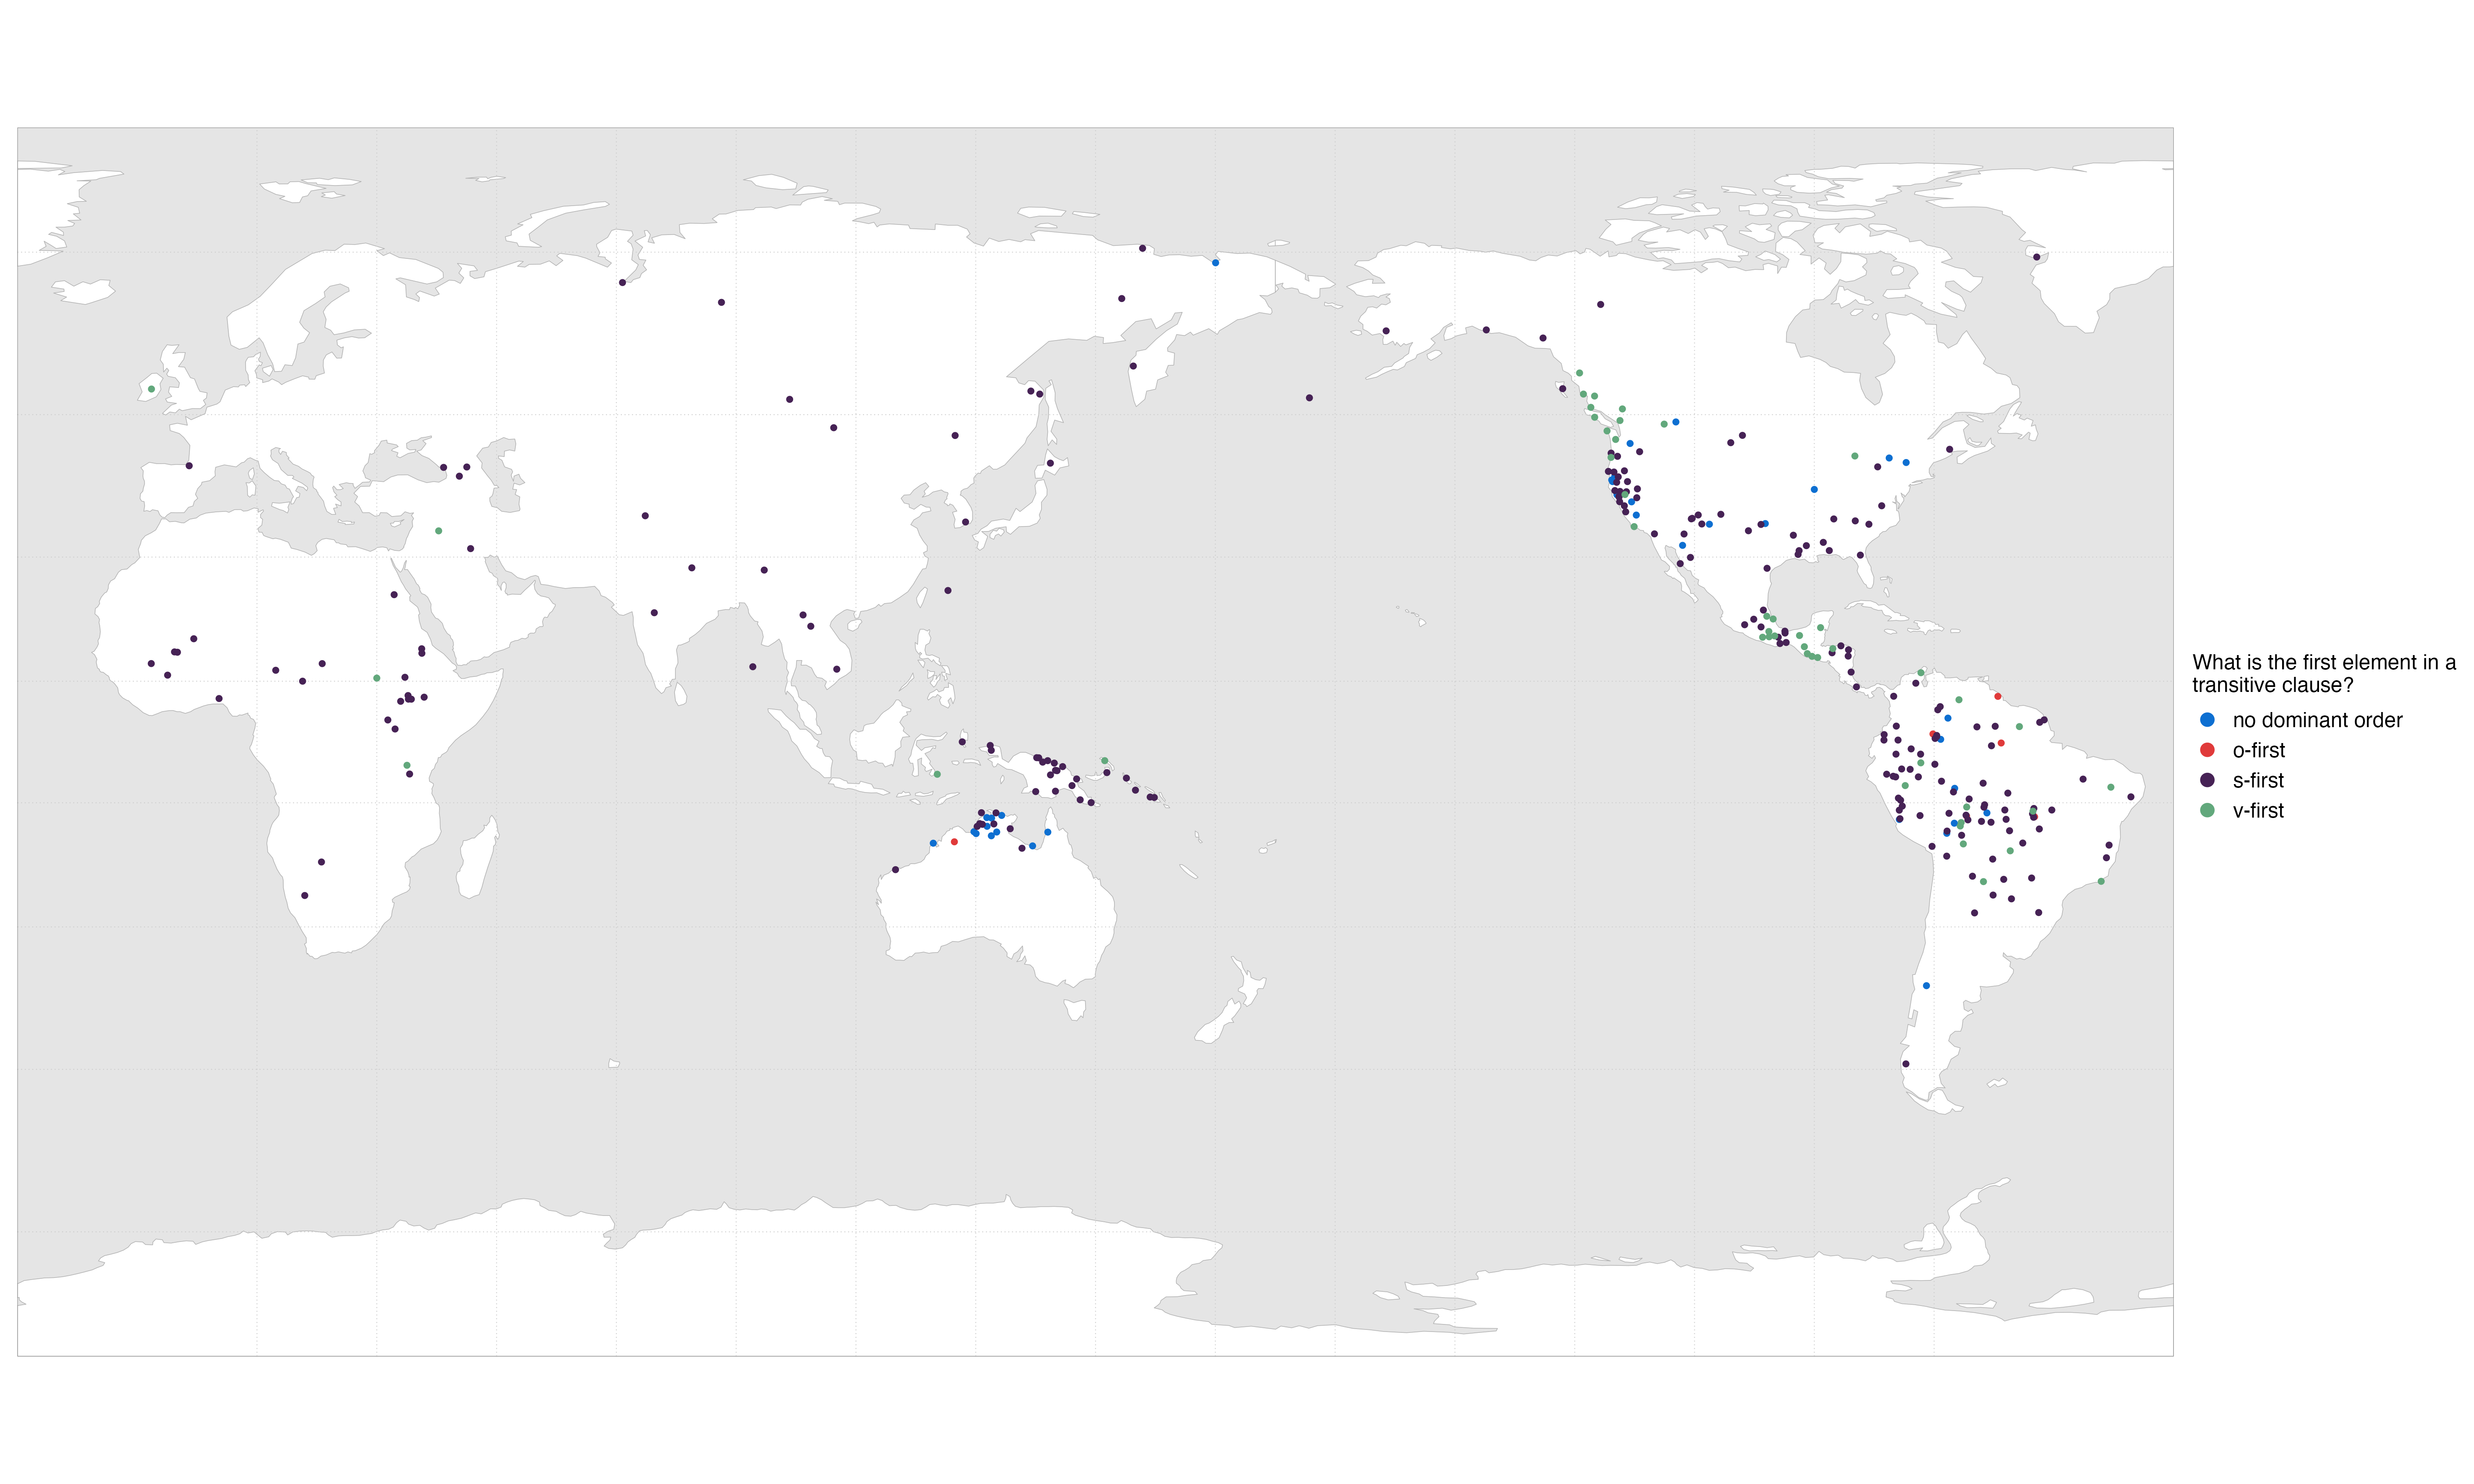 What is the first element in a
transitive clause?
no dominant order
o-first
s-first
v-first